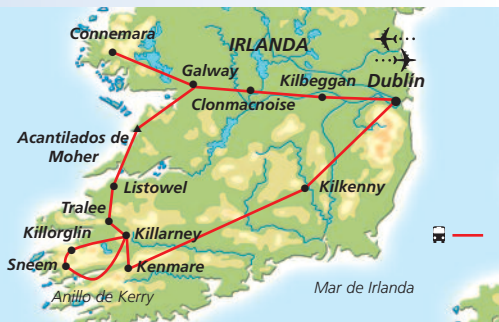 Connemara
IRLANDA
Galway
Kilbeggan
Dublín
Clonmacnoise
Acantilados de
Moher
Listowel
Kilkenny
Tralee
Killorglin
Killarney
Sneem
Kenmare
Anillo de Kerry
Mar de Irlanda